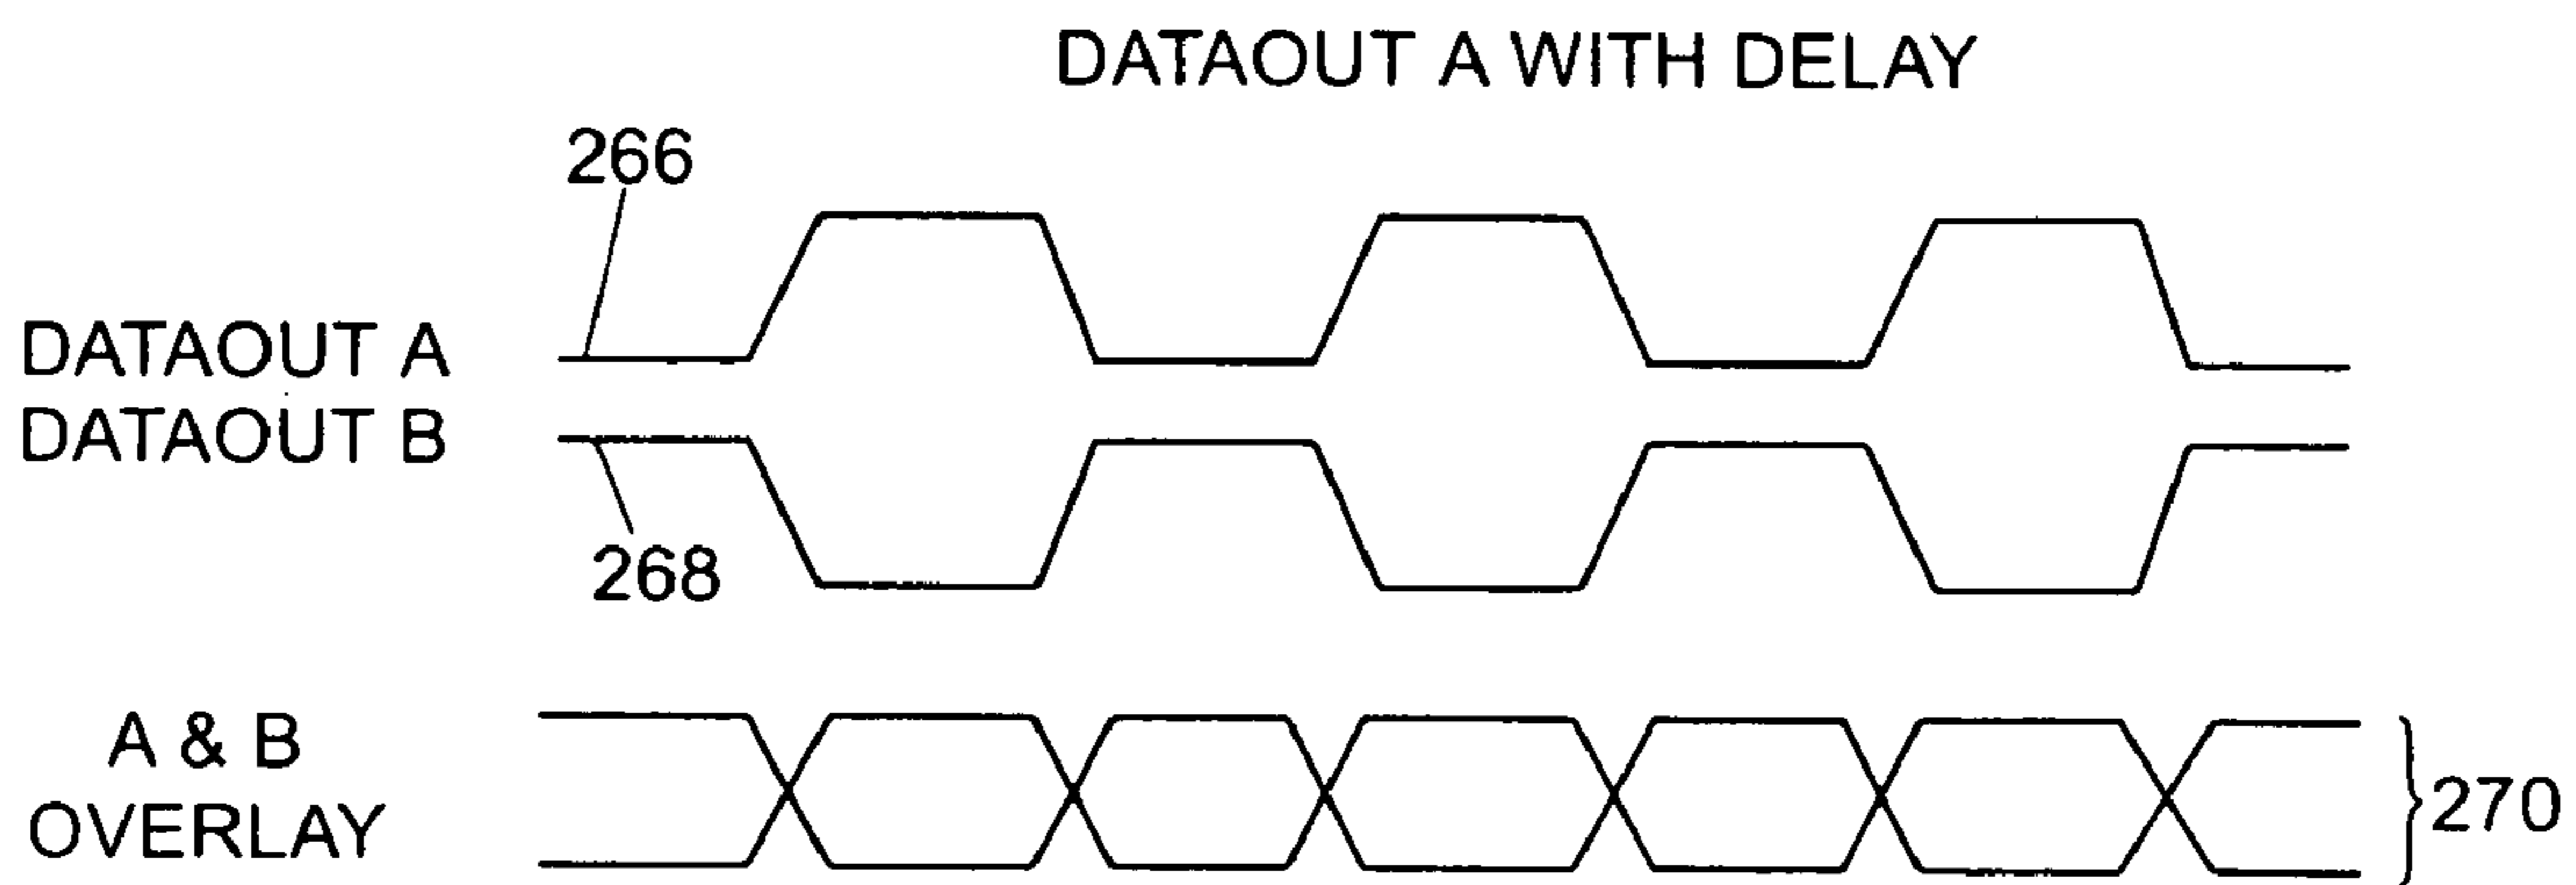 DATAOUT A WITH DELAY
266
DATAOUT A
DATAOUT B
268
A & B
OVERLAY
270